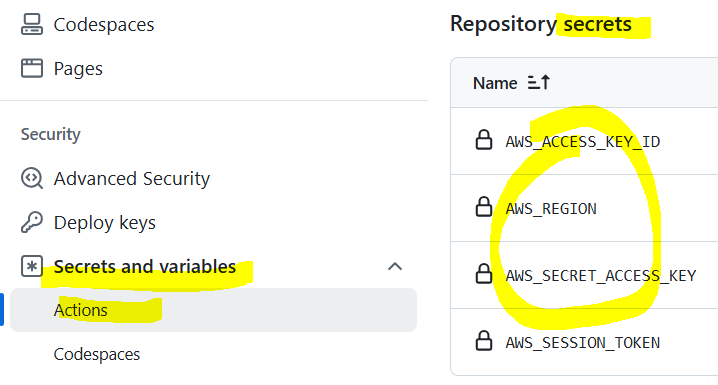 Codespaces
Pages
Security
Advanced Security
Deploy keys
Secrets and variables
Actions
Codespaces
Repository secrets
Name
AWS_ACCESS_KEY_ID
AWS_REGION
AWS_SECRET_ACCESS_KEY
AWS_SESSION_TOKEN